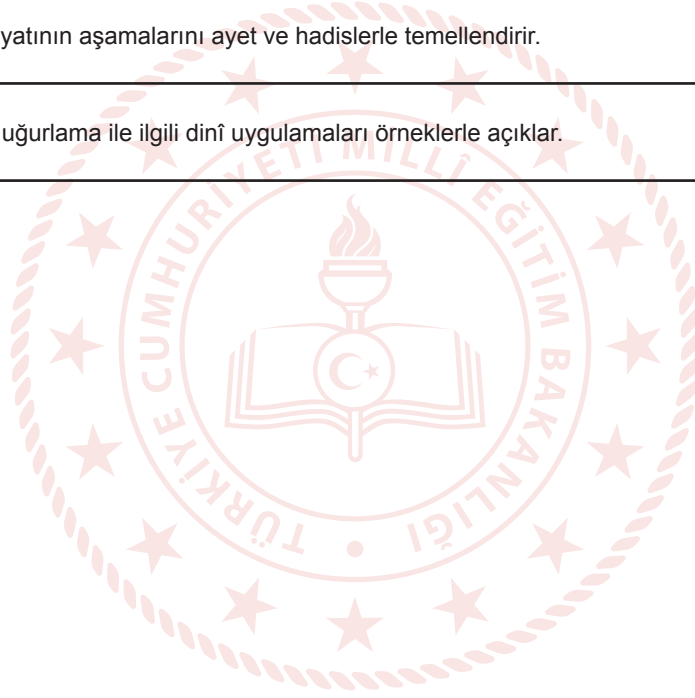 yatının aşamalarını ayet ve hadislerle temellendirir.
uğurlama ile ilgili dinî uygulamaları örneklerle açıklar.
TÜRKİYE CUMHURİYETİ MİLLÎ EĞİTİM BAKANLIĞI